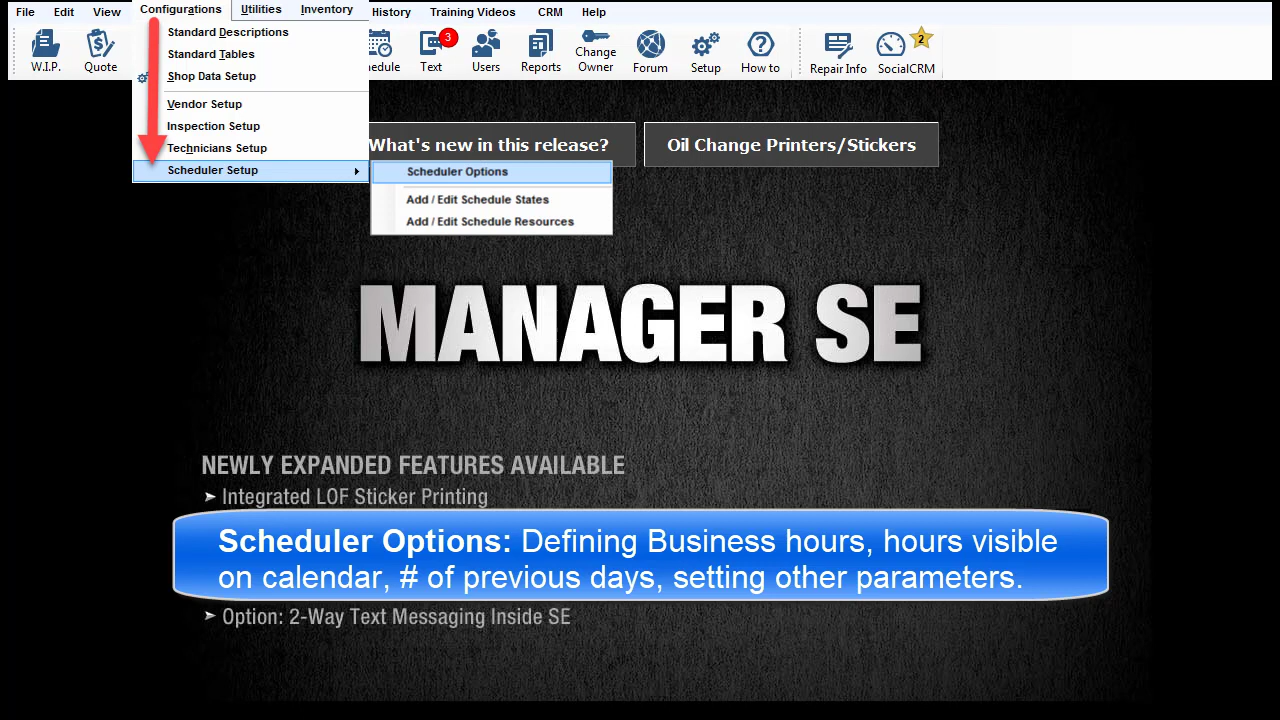 File Edit View Configurations Utilities Inventory History Training Videos CRM Help
W.I.P. Quote edule Text 3 Users Reports Change Owner Forum Setup How to Repair Info SocialCRM 2
Standard Descriptions
Standard Tables
Shop Data Setup
Vendor Setup
Inspection Setup
Technicians Setup
Scheduler Setup
What's new in this release? Oil Change Printers/Stickers
Scheduler Options
Add / Edit Schedule States
Add / Edit Schedule Resources
MANAGER SE
NEWLY EXPANDED FEATURES AVAILABLE
➤ Integrated LOF Sticker Printing
Scheduler Options: Defining Business hours, hours visible
on calendar, # of previous days, setting other parameters.
➤ Option: 2-Way Text Messaging Inside SE